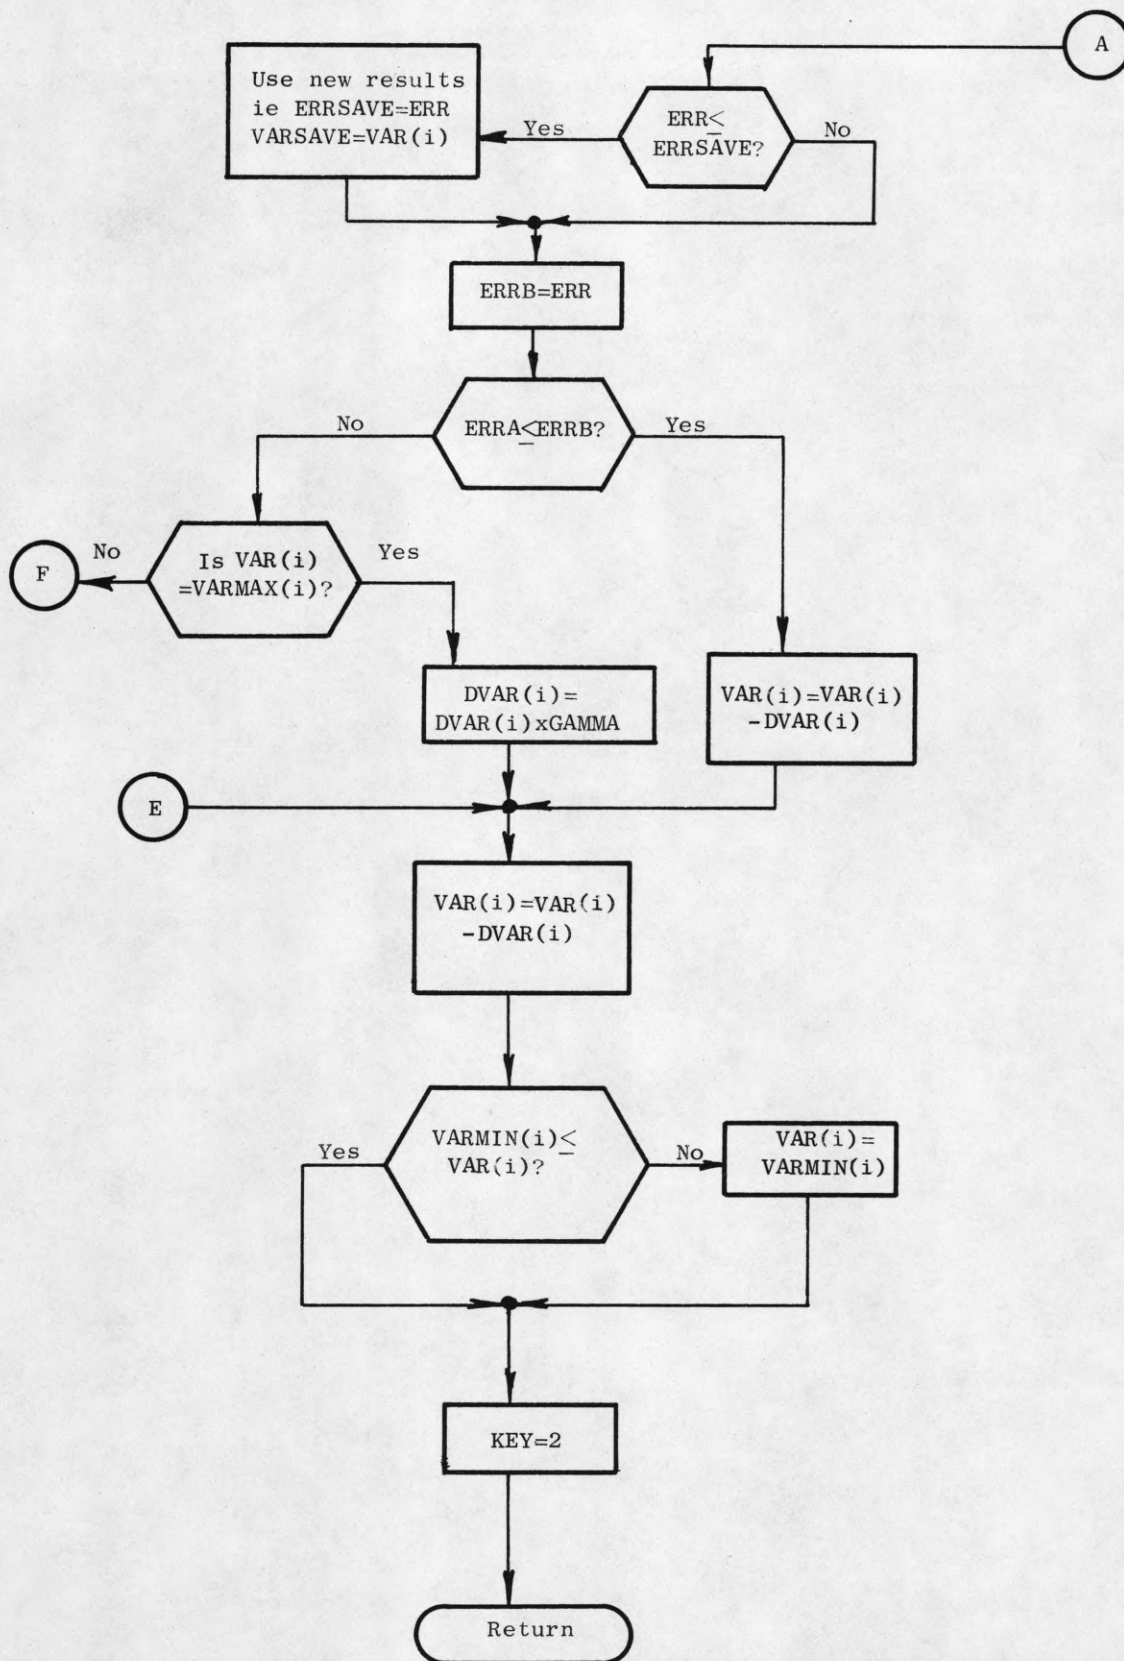 A
Use new results
ie ERRSAVE=ERR
VARSAVE=VAR(i)
Yes
ERR≤
ERRSAVE?
No
ERRB=ERR
No
ERRA≤ERRB?
Yes
F
No
Is VAR(i)
=VARMAX(i)?
Yes
DVAR(i)=
DVAR(i)xGAMMA
VAR(i)=VAR(i)
-DVAR(i)
E
VAR(i)=VAR(i)
-DVAR(i)
Yes
VARMIN(i)≤
VAR(i)?
No
VAR(i)=
VARMIN(i)
KEY=2
Return